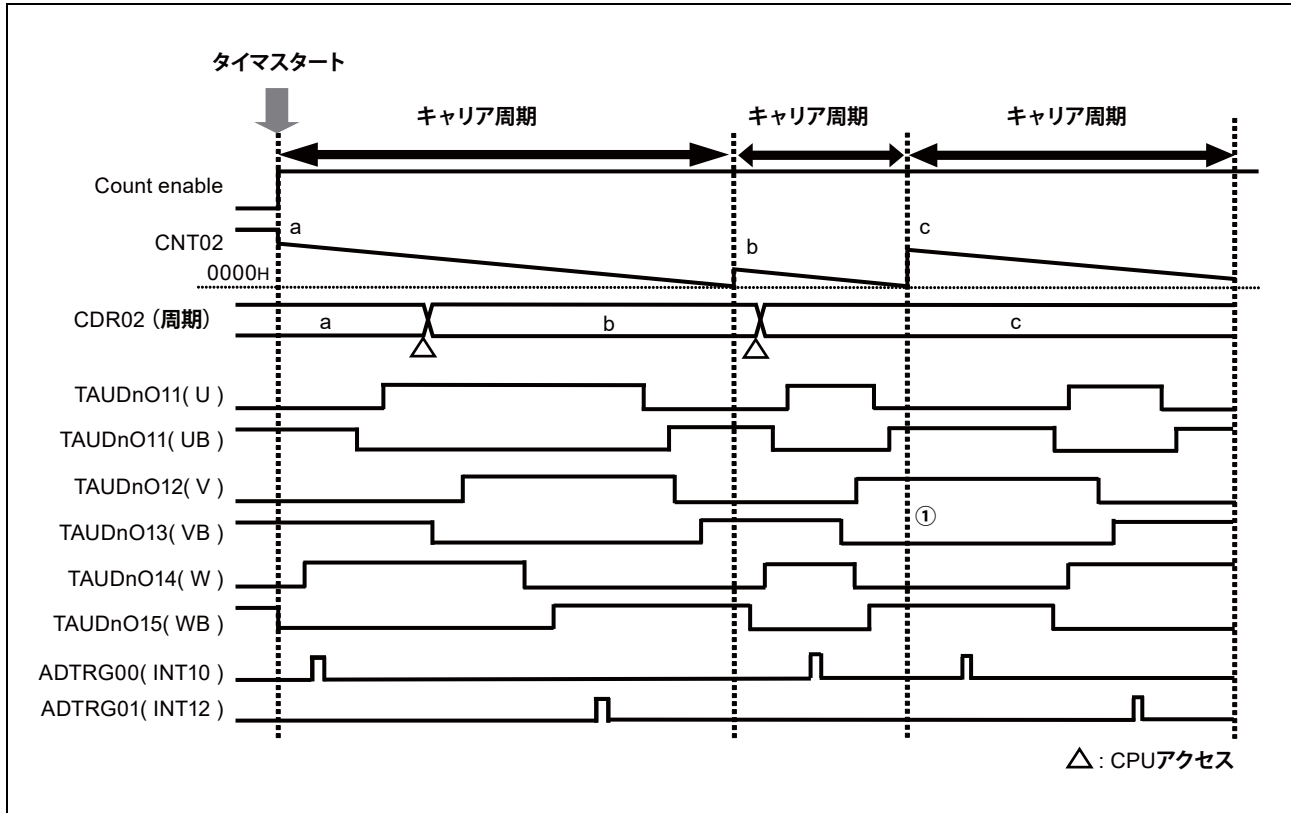 タイマスタート
キャリア周期
キャリア周期
キャリア周期
Count enable
CNT02
a
b
c
0000H
CDR02（周期）
a
b
c
TAUDnO11( U )
TAUDnO11( UB )
TAUDnO12( V )
①
TAUDnO13( VB )
TAUDnO14( W )
TAUDnO15( WB )
ADTRG00( INT10 )
ADTRG01( INT12 )
△ : CPUアクセス